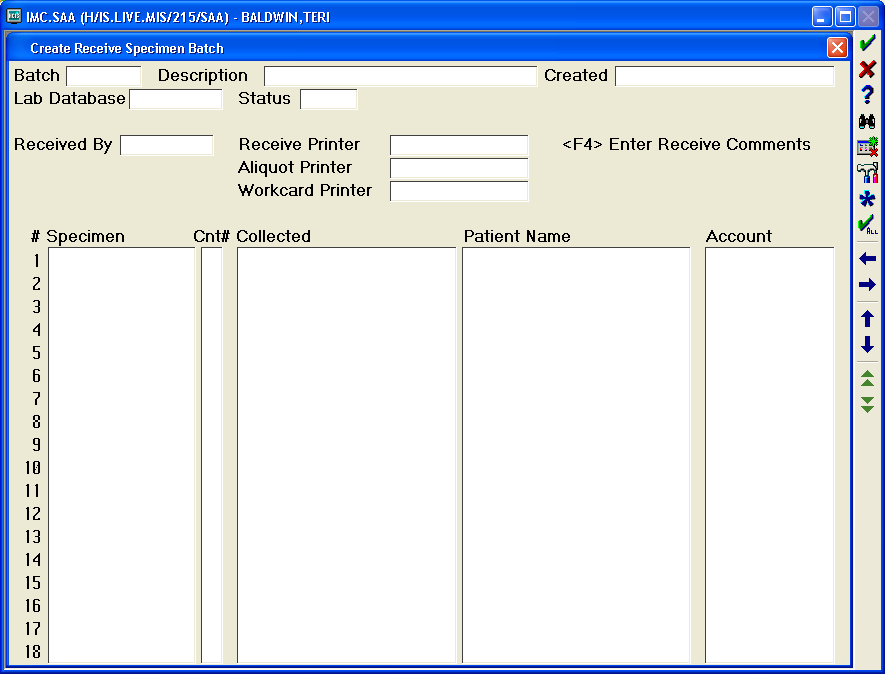 IMC.SAA (H/IS.LIVE.MIS/215/SAA) - BALDWIN,TERI
Create Receive Specimen Batch
Batch Description Created
Lab Database Status
Received By Receive Printer <F4> Enter Receive Comments
Aliquot Printer
Workcard Printer
# Specimen Cnt# Collected Patient Name Account
1
2
3
4
5
6
7
8
9
10
11
12
13
14
15
16
17
18
ALL